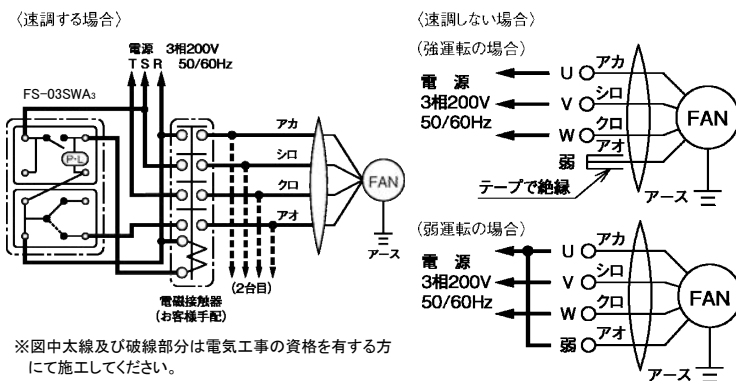 〈速調する場合〉
電源 3相200V
T S R 50/60Hz
FS-03SWA₃
P-L
アカ
シロ
クロ
アオ
FAN
アース
(2台目)
電磁接触器
(お客様手配)
※図中太線及び破線部分は電気工事の資格を有する方
にて施工してください。
〈速調しない場合〉
(強運転の場合)
電 源
3相200V
50/60Hz
U アカ
V シロ
W クロ
弱 アオ
テープで絶縁
FAN
アース
(弱運転の場合)
電 源
3相200V
50/60Hz
U アカ
V シロ
W クロ
弱 アオ
FAN
アース